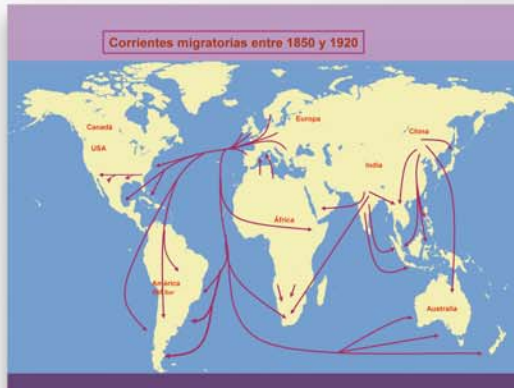 Corrientes migratorias entre 1850 y 1920
Canadá
Europa
China
USA
India
África
América
del Sur
Australia